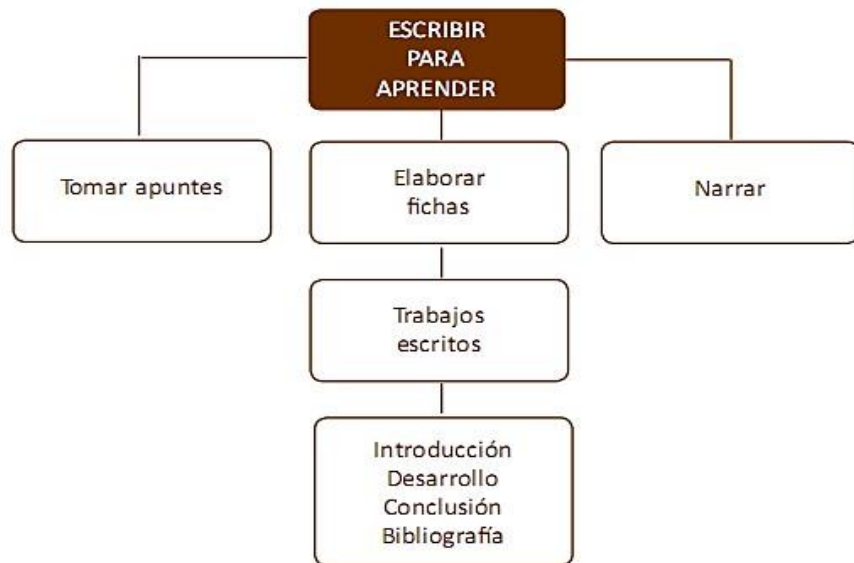 ESCRIBIR
PARA
APRENDER
Tomar apuntes
Elaborar
fichas
Narrar
Trabajos
escritos
Introducción
Desarrollo
Conclusión
Bibliografía